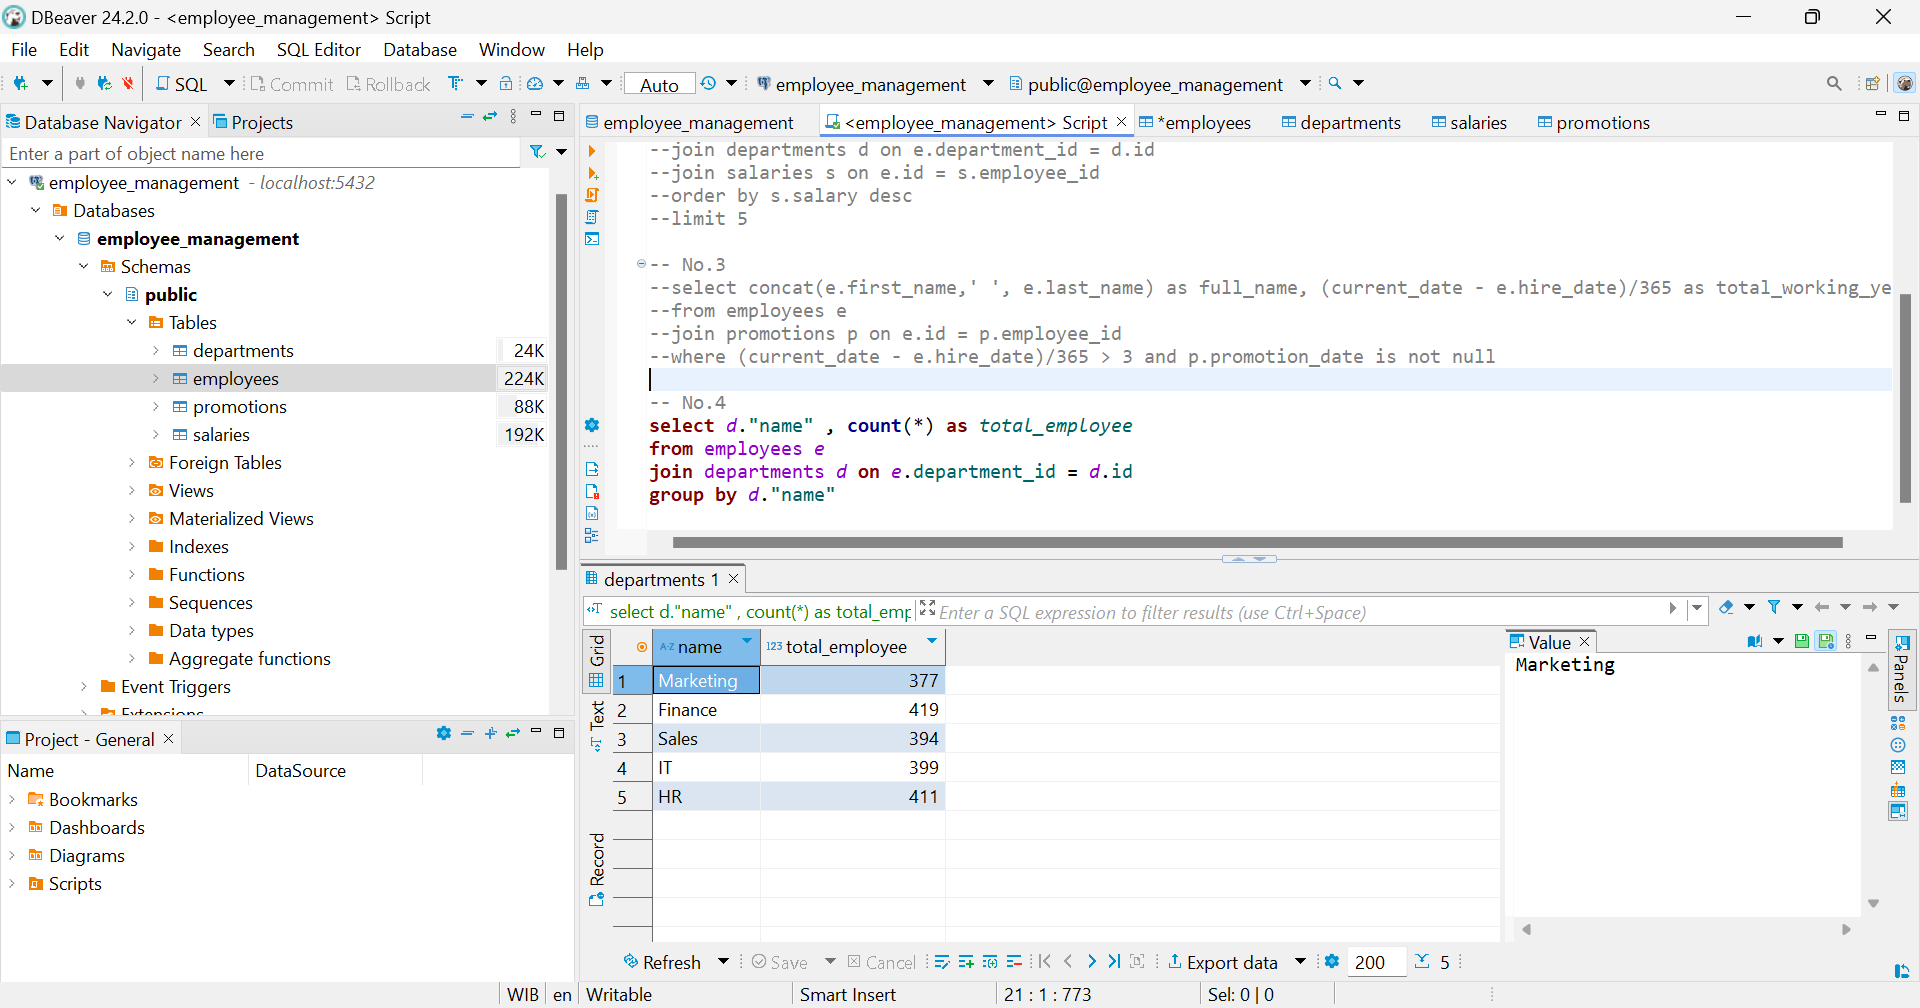 DBeaver 24.2.0 - <employee_management> Script
File Edit Navigate Search SQL Editor Database Window Help
SQL Commit Rollback Auto employee_management public@employee_management
Database Navigator Projects
Enter a part of object name here
employee_management - localhost:5432
Databases
employee_management
Schemas
public
Tables
departments 24K
employees 224K
promotions 88K
salaries 192K
Foreign Tables
Views
Materialized Views
Indexes
Functions
Sequences
Data types
Aggregate functions
Event Triggers
Extensions
Project - General
Name DataSource
Bookmarks
Dashboards
Diagrams
Scripts
employee_management <employee_management> Script *employees departments salaries promotions
--join departments d on e.department_id = d.id
--join salaries s on e.id = s.employee_id
--order by s.salary desc
--limit 5
-- No.3
--select concat(e.first_name,' ', e.last_name) as full_name, (current_date - e.hire_date)/365 as total_working_ye
--from employees e
--join promotions p on e.id = p.employee_id
--where (current_date - e.hire_date)/365 > 3 and p.promotion_date is not null
-- No.4
select d."name" , count(*) as total_employee
from employees e
join departments d on e.department_id = d.id
group by d."name"
departments 1
select d."name" , count(*) as total_emp Enter a SQL expression to filter results (use Ctrl+Space)
Grid
Text
Record
A-Z name 123 total_employee
1 Marketing 377
2 Finance 419
3 Sales 394
4 IT 399
5 HR 411
Value
Marketing
Panels
Refresh Save Cancel Export data 200 5
WIB en Writable Smart Insert 21 : 1 : 773 Sel: 0 | 0